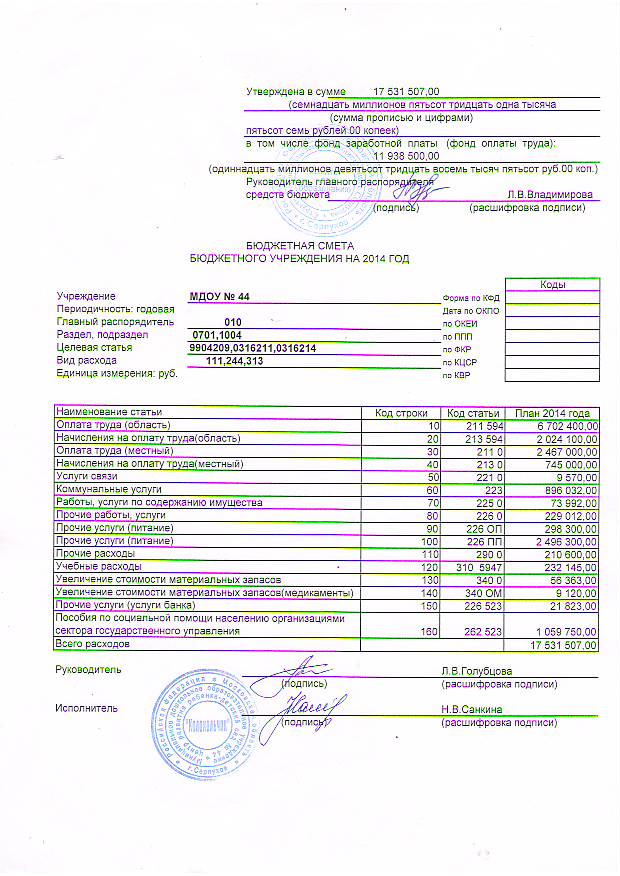 Утверждена в сумме 17 531 507,00
(семнадцать миллионов пятьсот тридцать одна тысяча
(сумма прописью и цифрами)
пятьсот семь рублей 00 копеек)
в том числе фонд заработной платы (фонд оплаты труда):
11 938 500,00
(одиннадцать миллионов девятьсот тридцать восемь тысяч пятьсот руб.00 коп.)
Руководитель главного распорядителя
средств бюджета Л.В.Владимирова
(подпись) (расшифровка подписи)
БЮДЖЕТНАЯ СМЕТА
БЮДЖЕТНОГО УЧРЕЖДЕНИЯ НА 2014 ГОД
Коды
Учреждение МДОУ № 44 Форма по КФД
Периодичность: годовая Дата по ОКПО
Главный распорядитель 010 по ОКЕИ
Раздел, подраздел 0701,1004 по ППП
Целевая статья 9904209,0316211,0316214 по ФКР
Вид расхода 111,244,313 по КЦСР
Единица измерения: руб. по КВР
Наименование статьи Код строки Код статьи План 2014 года
Оплата труда (область) 10 211 594 6 702 400,00
Начисления на оплату труда(область) 20 213 594 2 024 100,00
Оплата труда (местный) 30 211 0 2 467 000,00
Начисления на оплату труда(местный) 40 213 0 745 000,00
Услуги связи 50 221 0 9 570,00
Коммунальные услуги 60 223 896 032,00
Работы, услуги по содержанию имущества 70 225 0 73 992,00
Прочие работы, услуги 80 226 0 229 012,00
Прочие услуги (питание) 90 226 ОП 298 300,00
Прочие услуги (питание) 100 226 ПП 2 496 300,00
Прочие расходы 110 290 0 210 600,00
Учебные расходы 120 310 5947 232 145,00
Увеличение стоимости материальных запасов 130 340 0 56 363,00
Увеличение стоимости материальных запасов(медикаменты) 140 340 ОМ 9 120,00
Прочие услуги (услуги банка) 150 226 523 21 823,00
Пособия по социальной помощи населению организациями
сектора государственного управления 160 262 523 1 059 750,00
Всего расходов 17 531 507,00
Руководитель Л.В.Голубцова
(подпись) (расшифровка подписи)
Исполнитель Н.В.Санкина
(подпись) (расшифровка подписи)
"Колокольчик"
г.Серпухов